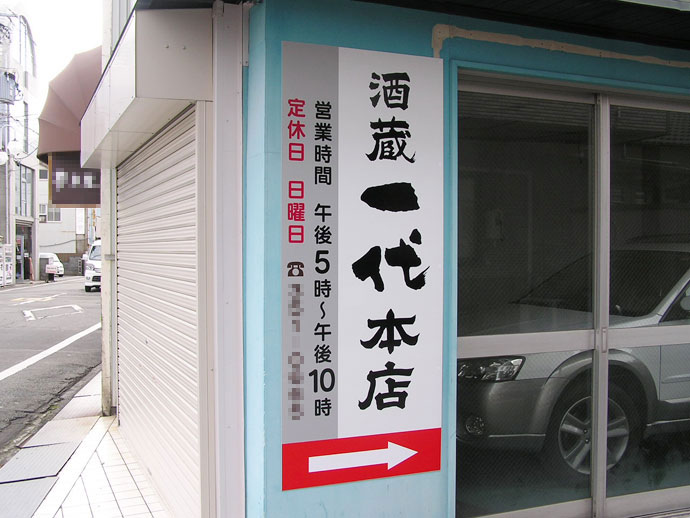 酒蔵一代本店
営業時間 午後5時～午後10時
定休日 日曜日 ☎